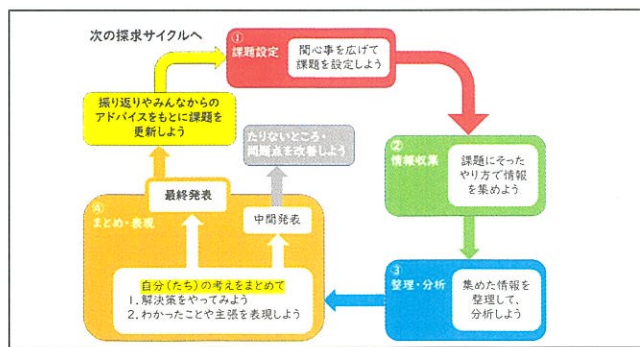 次の探求サイクルへ
①
課題設定
関心事を広げて
課題を設定しよう
振り返りやみんなからの
アドバイスをもとに課題を
更新しよう
たりないところ・
問題点を改善しよう
②
情報収集
課題にそった
やり方で情報
を集めよう
最終発表
④
まとめ・表現
中間発表
③
整理・分析
集めた情報を
整理して、
分析しよう
自分（たち）の考えをまとめて
1．解決策をやってみよう
2．わかったことや主張を表現しよう